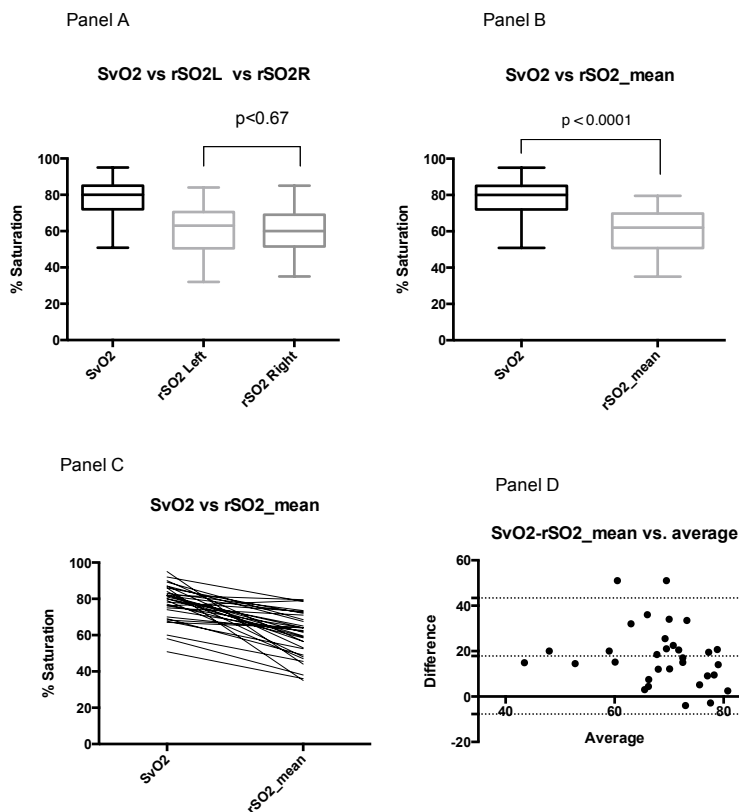 Panel A
SvO2 vs rSO2L vs rSO2R
p<0.67
100
80
60
40
20
0
% Saturation
SvO2
rSO2 Left
rSO2 Right
Panel B
SvO2 vs rSO2_mean
p < 0.0001
100
80
60
40
20
0
% Saturation
SvO2
rSO2_mean
Panel C
SvO2 vs rSO2_mean
100
80
60
40
20
0
% Saturation
SvO2
rSO2_mean
Panel D
SvO2-rSO2_mean vs. average
60
40
20
0
-20
Difference
40
60
80
Average